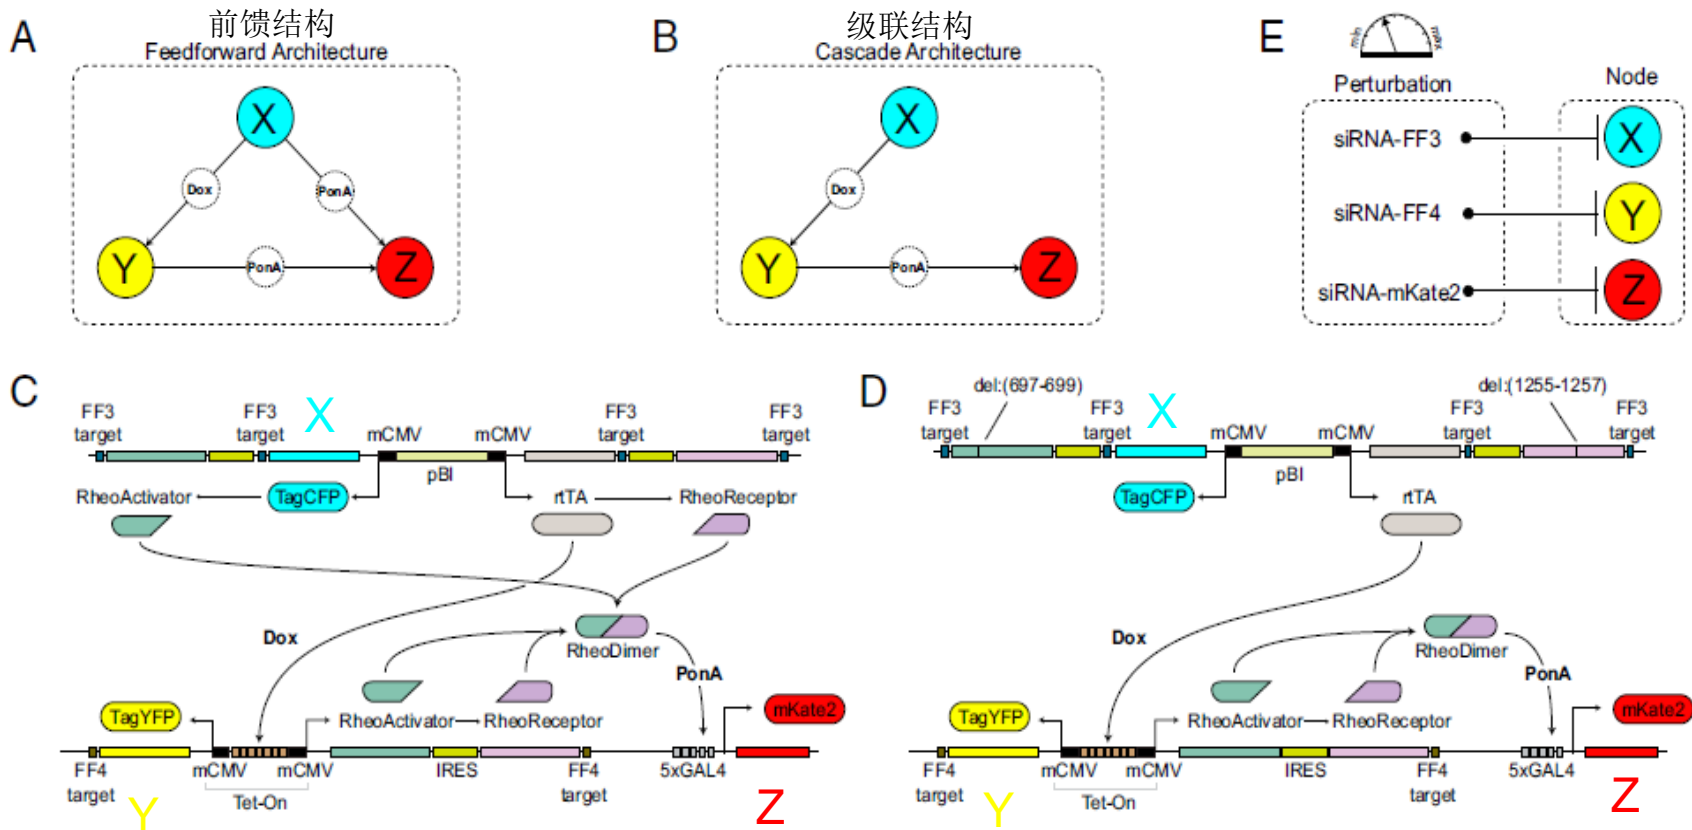 A
前馈结构
Feedforward Architecture
X
Dox
PonA
Y
PonA
Z
B
级联结构
Cascade Architecture
X
Dox
Y
PonA
Z
E
min
max
Perturbation
Node
siRNA-FF3
X
siRNA-FF4
Y
siRNA-mKate2
Z
C
FF3
target
FF3
target
X
mCMV
mCMV
FF3
target
FF3
target
pBI
RheoActivator
TagCFP
rtTA
RheoReceptor
Dox
RheoDimer
PonA
TagYFP
RheoActivator
RheoReceptor
mKate2
FF4
target
mCMV
mCMV
Tet-On
IRES
FF4
target
5xGAL4
Y
Z
D
del:(697-699)
del:(1255-1257)
FF3
target
FF3
target
X
mCMV
mCMV
FF3
target
FF3
target
pBI
TagCFP
rtTA
Dox
RheoDimer
PonA
TagYFP
RheoActivator
RheoReceptor
mKate2
FF4
target
mCMV
mCMV
Tet-On
IRES
FF4
target
5xGAL4
Y
Z